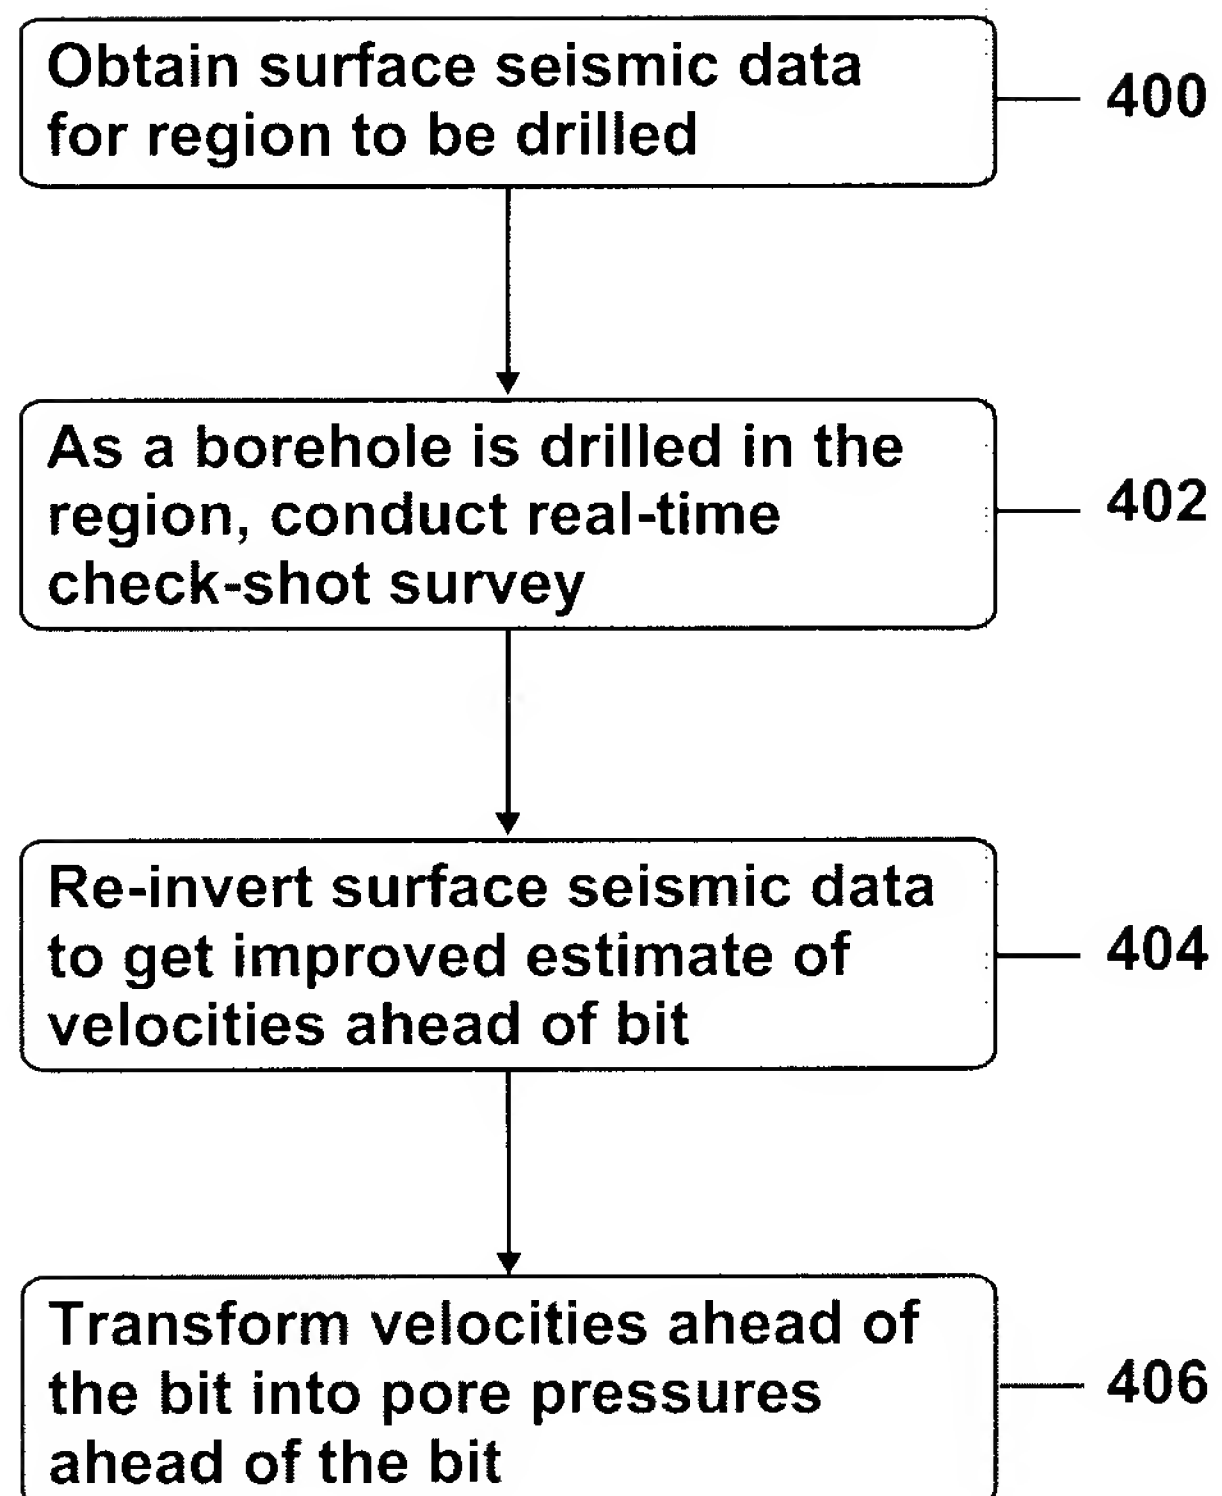 Obtain surface seismic data
for region to be drilled
400
As a borehole is drilled in the
region, conduct real-time
check-shot survey
402
Re-invert surface seismic data
to get improved estimate of
velocities ahead of bit
404
Transform velocities ahead of
the bit into pore pressures
ahead of the bit
406